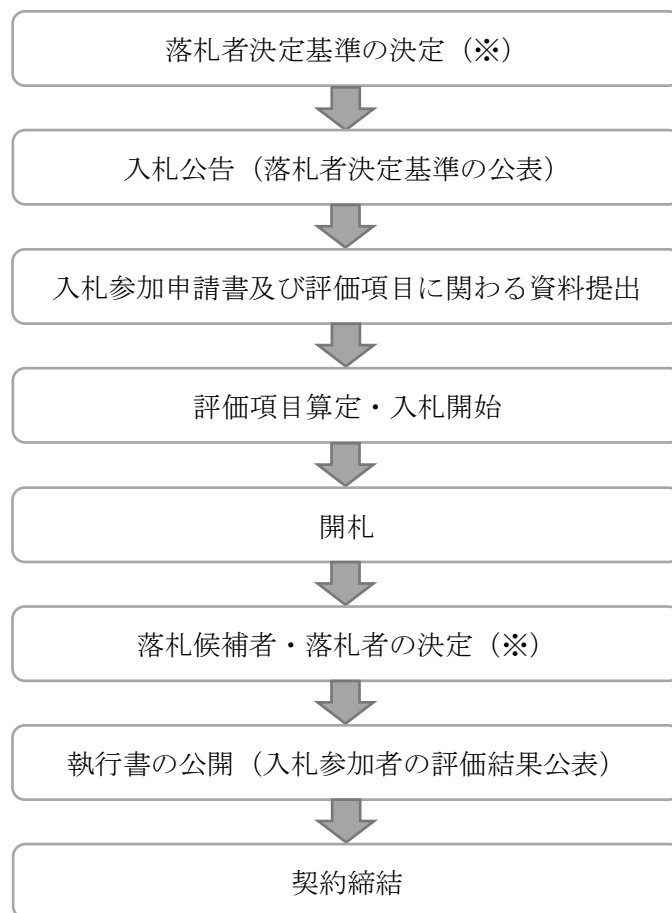 落札者決定基準の決定（※）
入札公告（落札者決定基準の公表）
入札参加申請書及び評価項目に関わる資料提出
評価項目算定・入札開始
開札
落札候補者・落札者の決定（※）
執行書の公開（入札参加者の評価結果公表）
契約締結